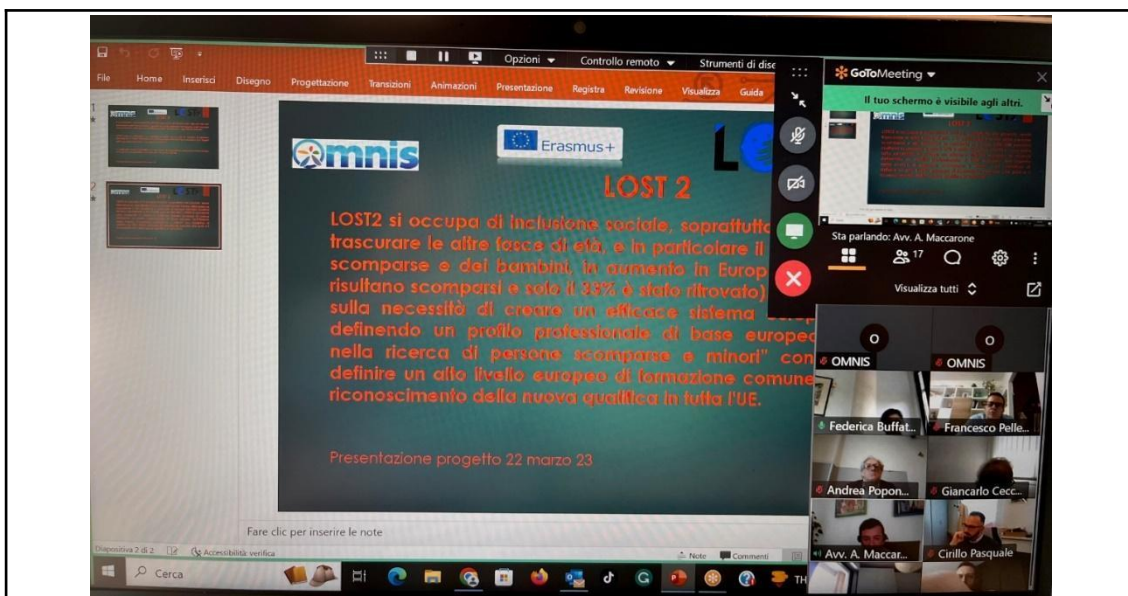 Opzioni
Controllo remoto
Strumenti di dise
File
Home
Inserisci
Disegno
Progettazione
Transizioni
Animazioni
Presentazione
Registra
Revisione
Visualizza
Guida
GoToMeeting
Il tuo schermo è visibile agli altri.
1
2
Omnis
Erasmus+
LOST 2
LOST2 si occupa di inclusione sociale, soprattutto
trascurare le altre fasce di età, e in particolare il
scomparse e dei bambini, in aumento in Europ
risultano scomparsi e solo il 33% è stato ritrovato)
sulla necessità di creare un efficace sistema
definendo un profilo professionale di base europeo
nella ricerca di persone scomparse e minori" con
definire un alto livello europeo di formazione comune
riconoscimento della nuova qualifica in tutta l'UE.
Presentazione progetto 22 marzo 23
Sta parlando: Avv. A. Maccarone
17
Visualizza tutti
O
O
OMNIS
OMNIS
Federica Buffat...
Francesco Pelle...
Andrea Popon...
Giancarlo Cecc...
Avv. A. Maccar...
Cirillo Pasquale
Fare clic per inserire le note
Diapositiva 2 di 2
Accessibilità: verifica
Note
Commenti
Cerca
TH